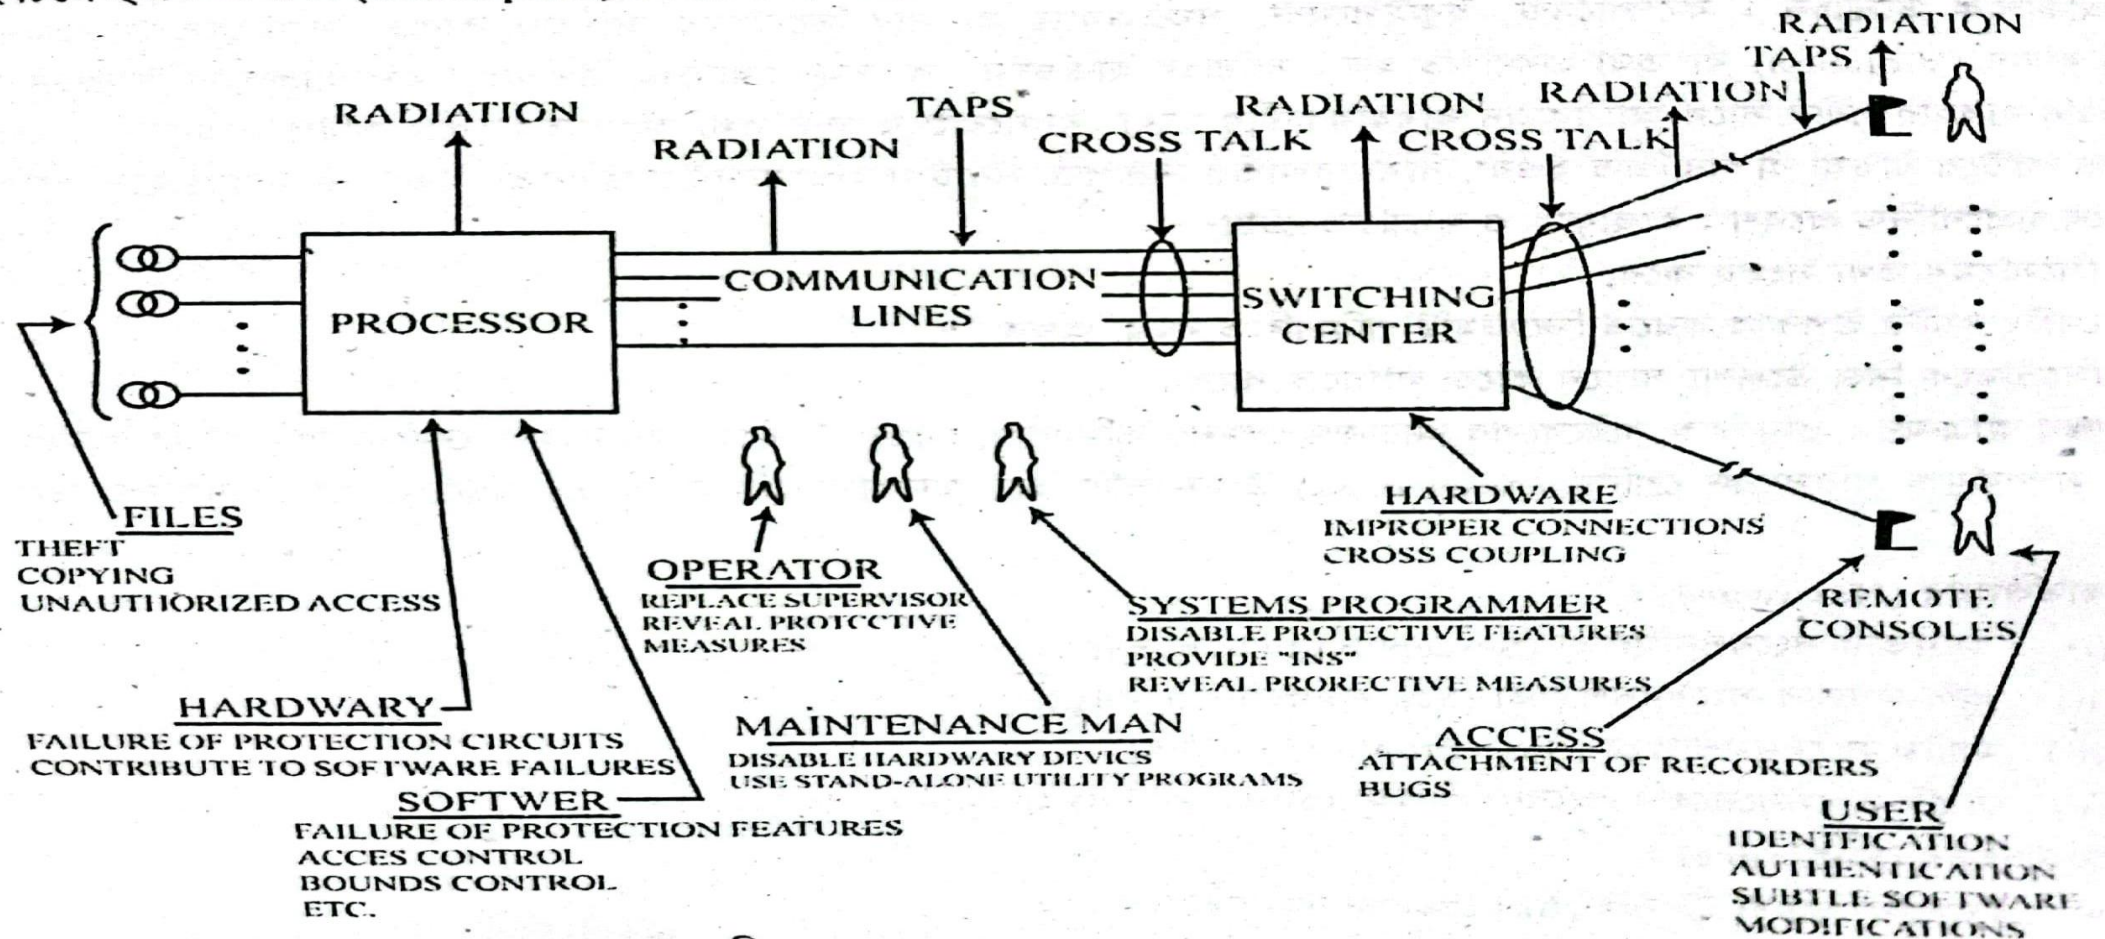 RADIATION
TAPS
RADIATION
RADIATION
TAPS
RADIATION
CROSS TALK
RADIATION
CROSS TALK
PROCESSOR
COMMUNICATION
LINES
SWITCHING
CENTER
FILES
THEFT
COPYING
UNAUTHORIZED ACCESS
OPERATOR
REPLACE SUPERVISOR
REVEAL PROTCCTIVE
MEASURES
HARDWARE
IMPROPER CONNECTIONS
CROSS COUPLING
SYSTEMS PROGRAMMER
DISABLE PROTECTIVE FEATURES
PROVIDE "INS"
REVEAL PRORECTIVE MEASURES
REMOTE
CONSOLES
HARDWARY
FAILURE OF PROTECTION CIRCUITS
CONTRIBUTE TO SOFTWARE FAILURES
MAINTENANCE MAN
DISABLE HARDWARY DEVICS
USE STAND-ALONE UTILITY PROGRAMS
ACCESS
ATTACHMENT OF RECORDERS
BUGS
SOFTWER
FAILURE OF PROTECTION FEATURES
ACCES CONTROL
BOUNDS CONTROL
ETC.
USER
IDENTIFICATION
AUTHENTICATION
SUBTLE SOFTWARE
MODIFICATIONS